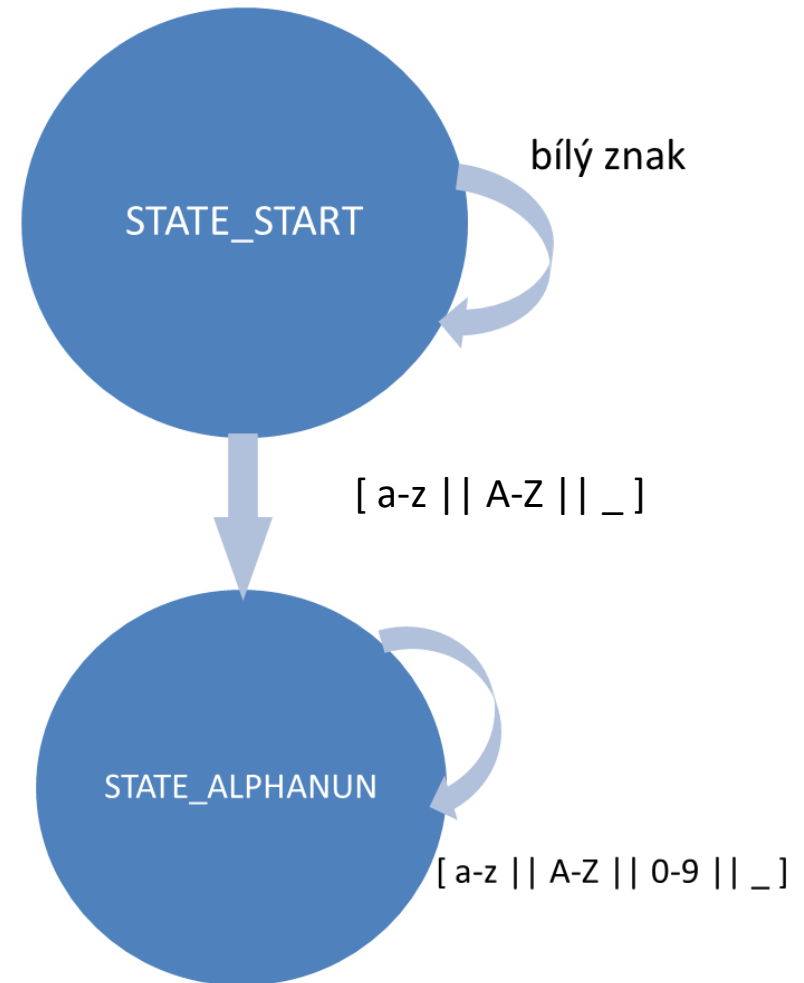 bílý znak
STATE_START
[ a-z || A-Z || _ ]
STATE_ALPHANUN
[ a-z || A-Z || 0-9 || _ ]